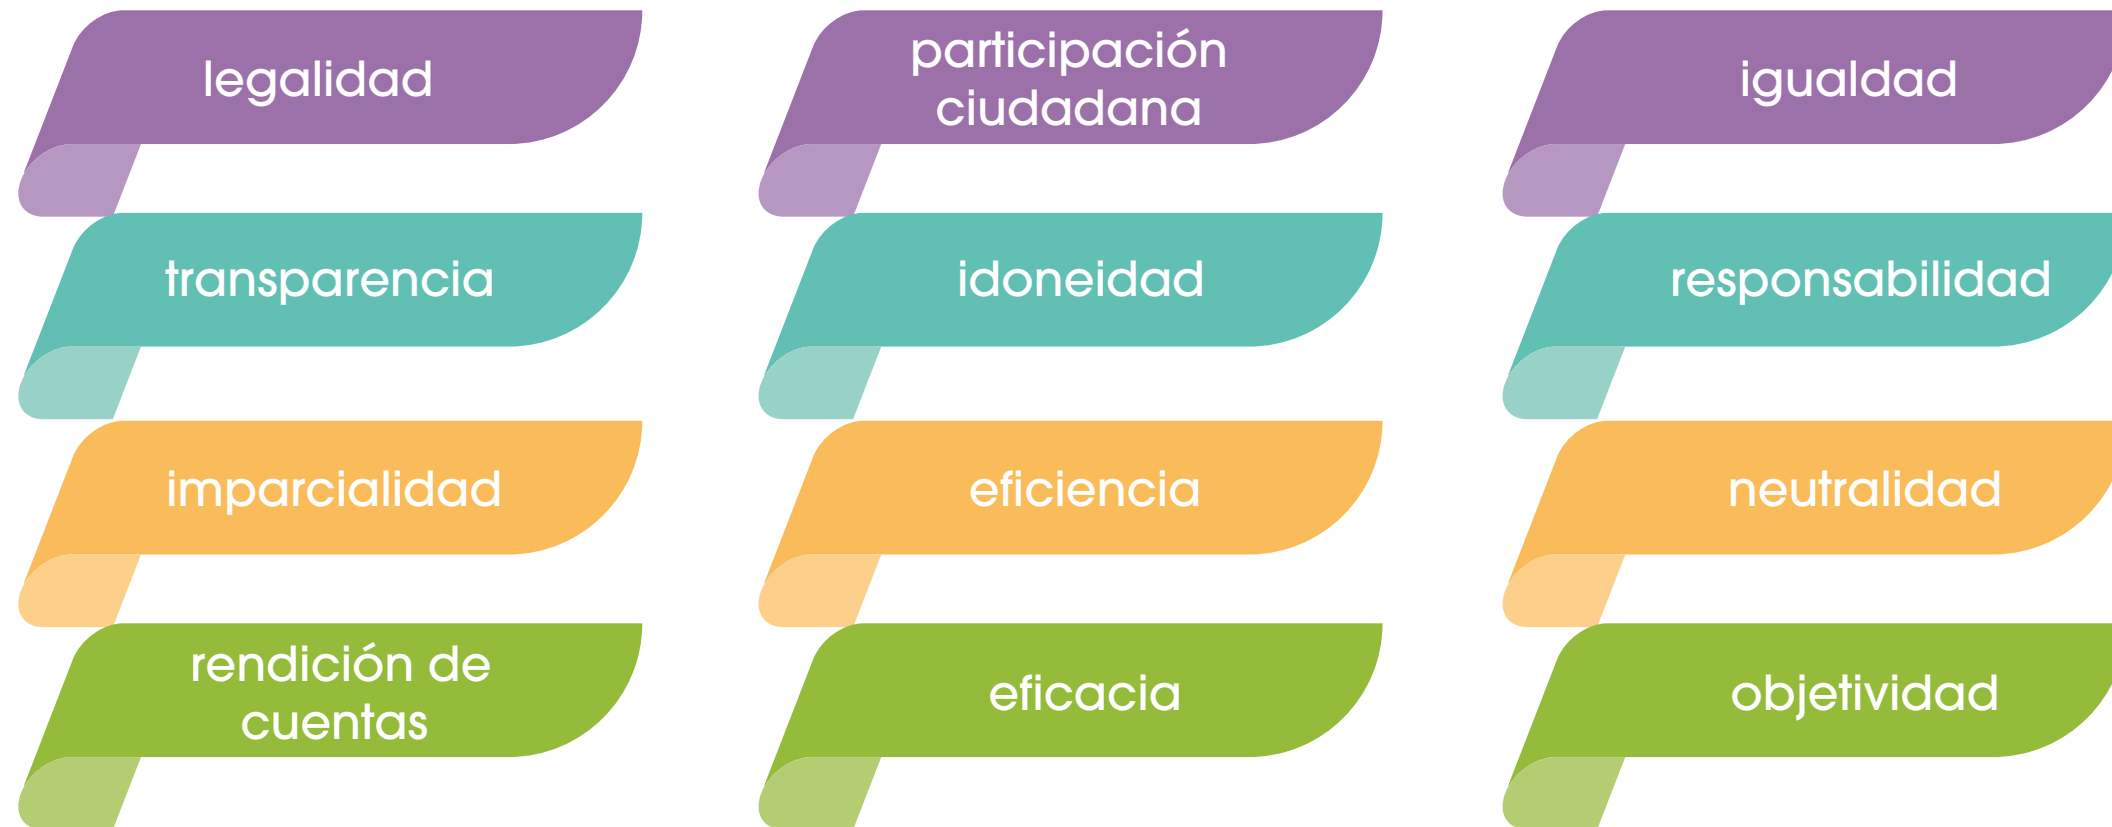 legalidad
participación
ciudadana
igualdad
transparencia
idoneidad
responsabilidad
imparcialidad
eficiencia
neutralidad
rendición de
cuentas
eficacia
objetividad